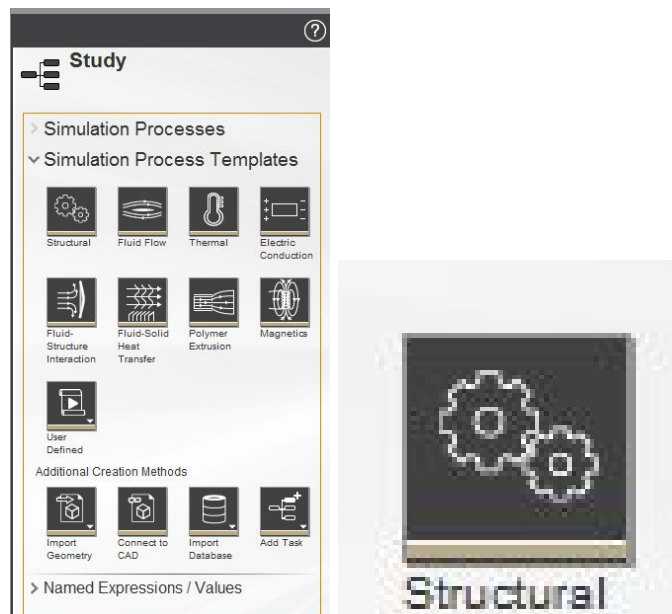 ?
Study
Simulation Processes
Simulation Process Templates
Structural
Fluid Flow
Thermal
Electric
Conduction
Fluid-
Structure
Interaction
Fluid-Solid
Heat
Transfer
Polymer
Extrusion
Magnetics
User
Defined
Additional Creation Methods
Import
Geometry
Connect to
CAD
Import
Database
Add Task
Named Expressions / Values
Structural